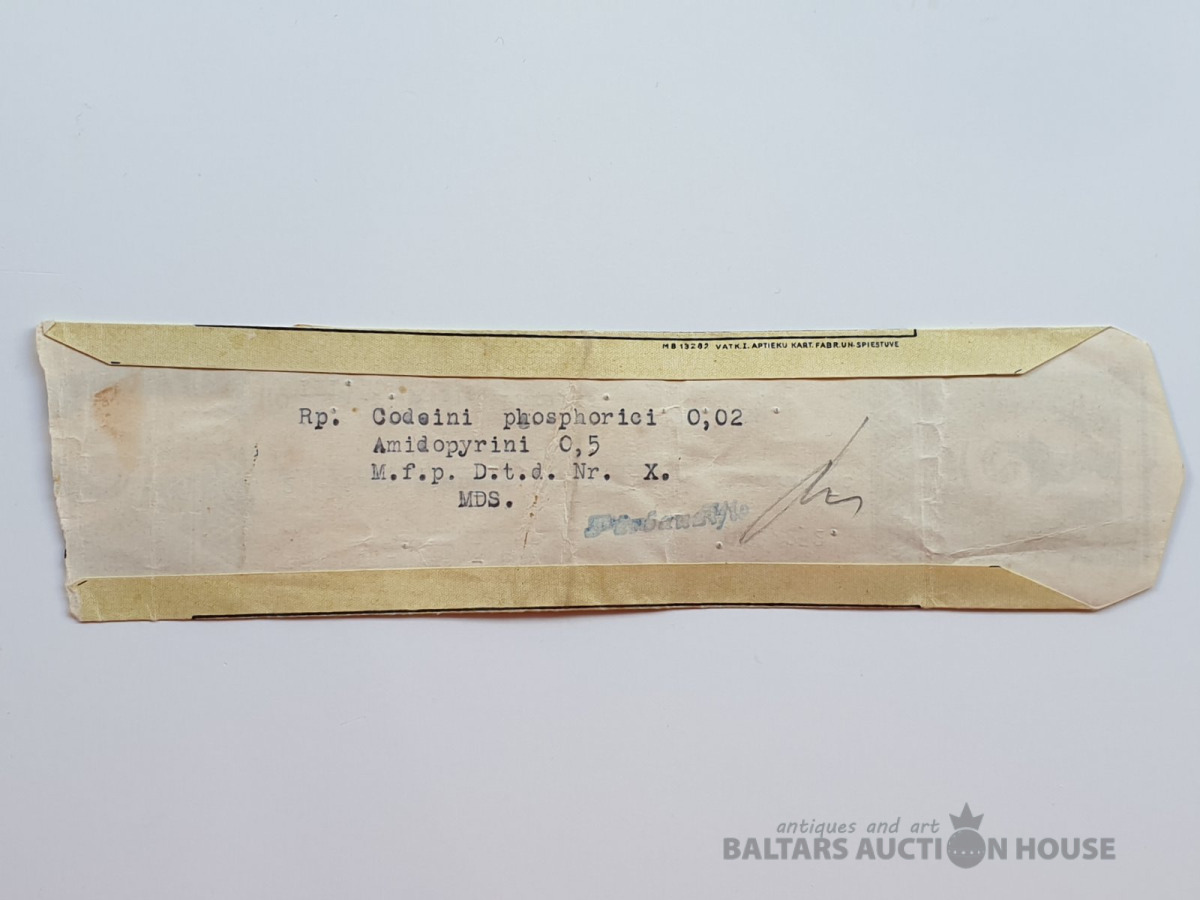 MB 13282 VATK.I. APTIEKU KART. FABR. UN. SPIESTUVE
Rp. Codeini phosphorici 0,02
Amidopyrini 0,5
M.f.p. D.t.d. Nr. X.
MDS.
antiques and art
BALTARS AUCTION HOUSE